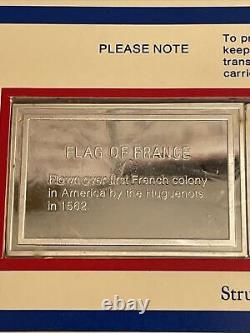 PLEASE NOTE
To pr
you
trans
carri
FLAG OF FRANCE
Flown over first French colony
in America by the Huguenots
in 1562.
Stru